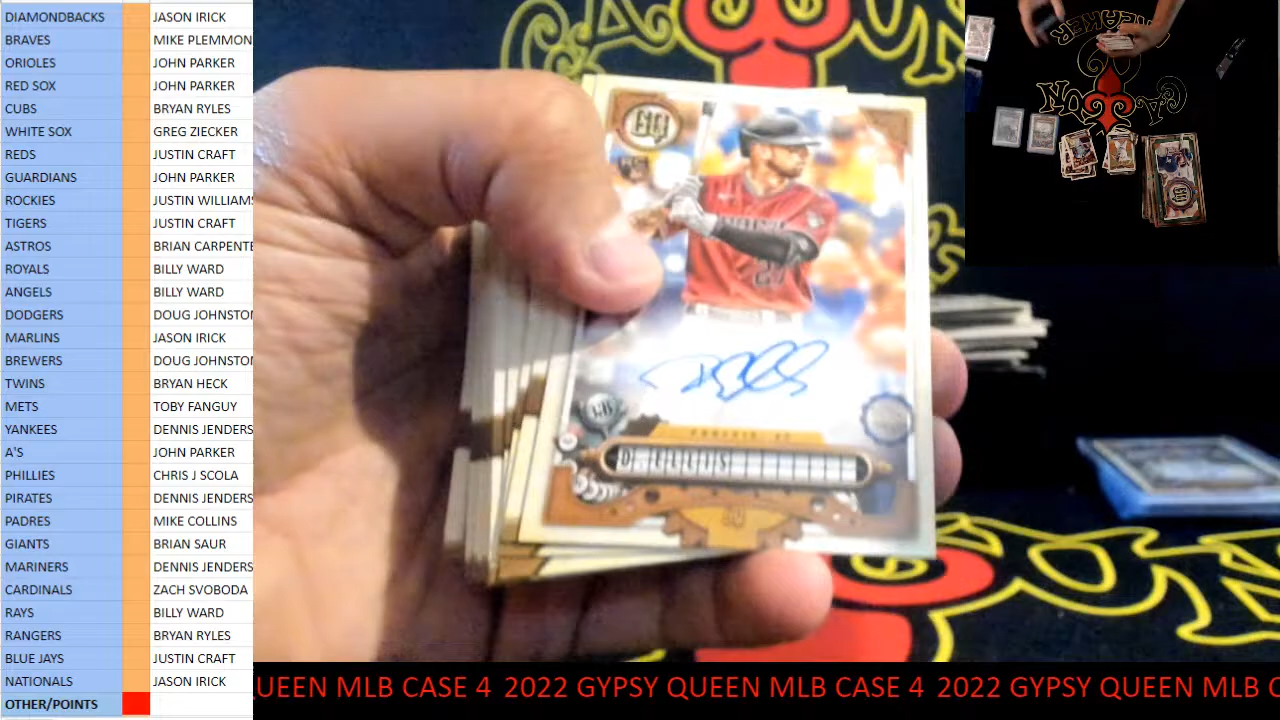 DIAMONDBACKS JASON IRICK
BRAVES MIKE PLEMMON
ORIOLES JOHN PARKER
RED SOX JOHN PARKER
CUBS BRYAN RYLES
WHITE SOX GREG ZIECKER
REDS JUSTIN CRAFT
GUARDIANS JOHN PARKER
ROCKIES JUSTIN WILLIAMS
TIGERS JUSTIN CRAFT
ASTROS BRIAN CARPENTE
ROYALS BILLY WARD
ANGELS BILLY WARD
DODGERS DOUG JOHNSTO
MARLINS JASON IRICK
BREWERS DOUG JOHNSTO
TWINS BRYAN HECK
METS TOBY FANGUY
YANKEES DENNIS JENDERS
A'S JOHN PARKER
PHILLIES CHRIS J SCOLA
PIRATES DENNIS JENDERS
PADRES MIKE COLLINS
GIANTS BRIAN SAUR
MARINERS DENNIS JENDERS
CARDINALS ZACH SVOBODA
RAYS BILLY WARD
RANGERS BRYAN RYLES
BLUE JAYS JUSTIN CRAFT
NATIONALS JASON IRICK
OTHER/POINTS
D ELLIS
UEEN MLB CASE 4 2022 GYPSY QUEEN MLB CASE 4 2022 GYPSY QUEEN MLB C